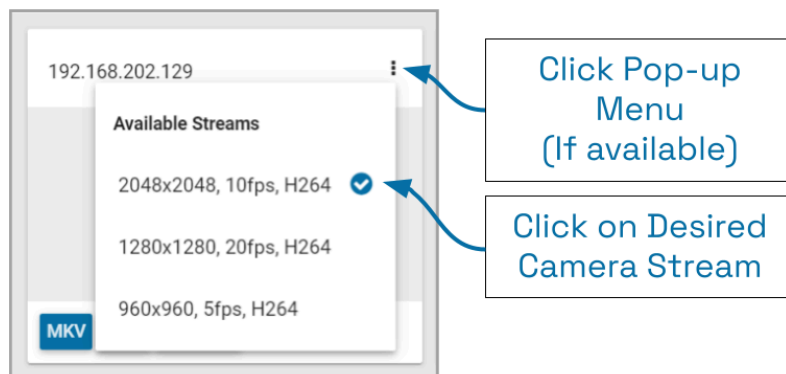 192.168.202.129
Available Streams
2048x2048, 10fps, H264
1280x1280, 20fps, H264
960x960, 5fps, H264
MKV
Click Pop-up
Menu
(If available)
Click on Desired
Camera Stream